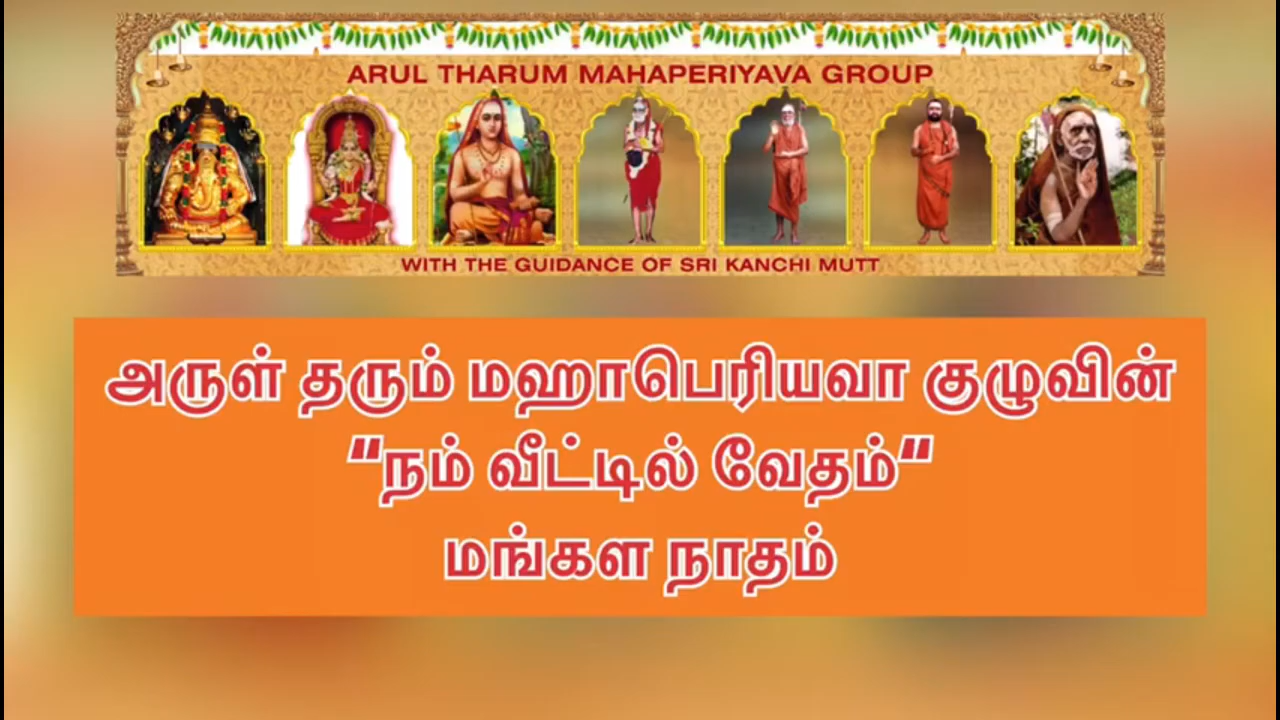 ARUL THARUM MAHAPERIYAVA GROUP
WITH THE GUIDANCE OF SRI KANCHI MUTT
அருள் தரும் மஹாபெரியவா குழுவின்
“நம் வீட்டில் வேதம்“
மங்கள நாதம்